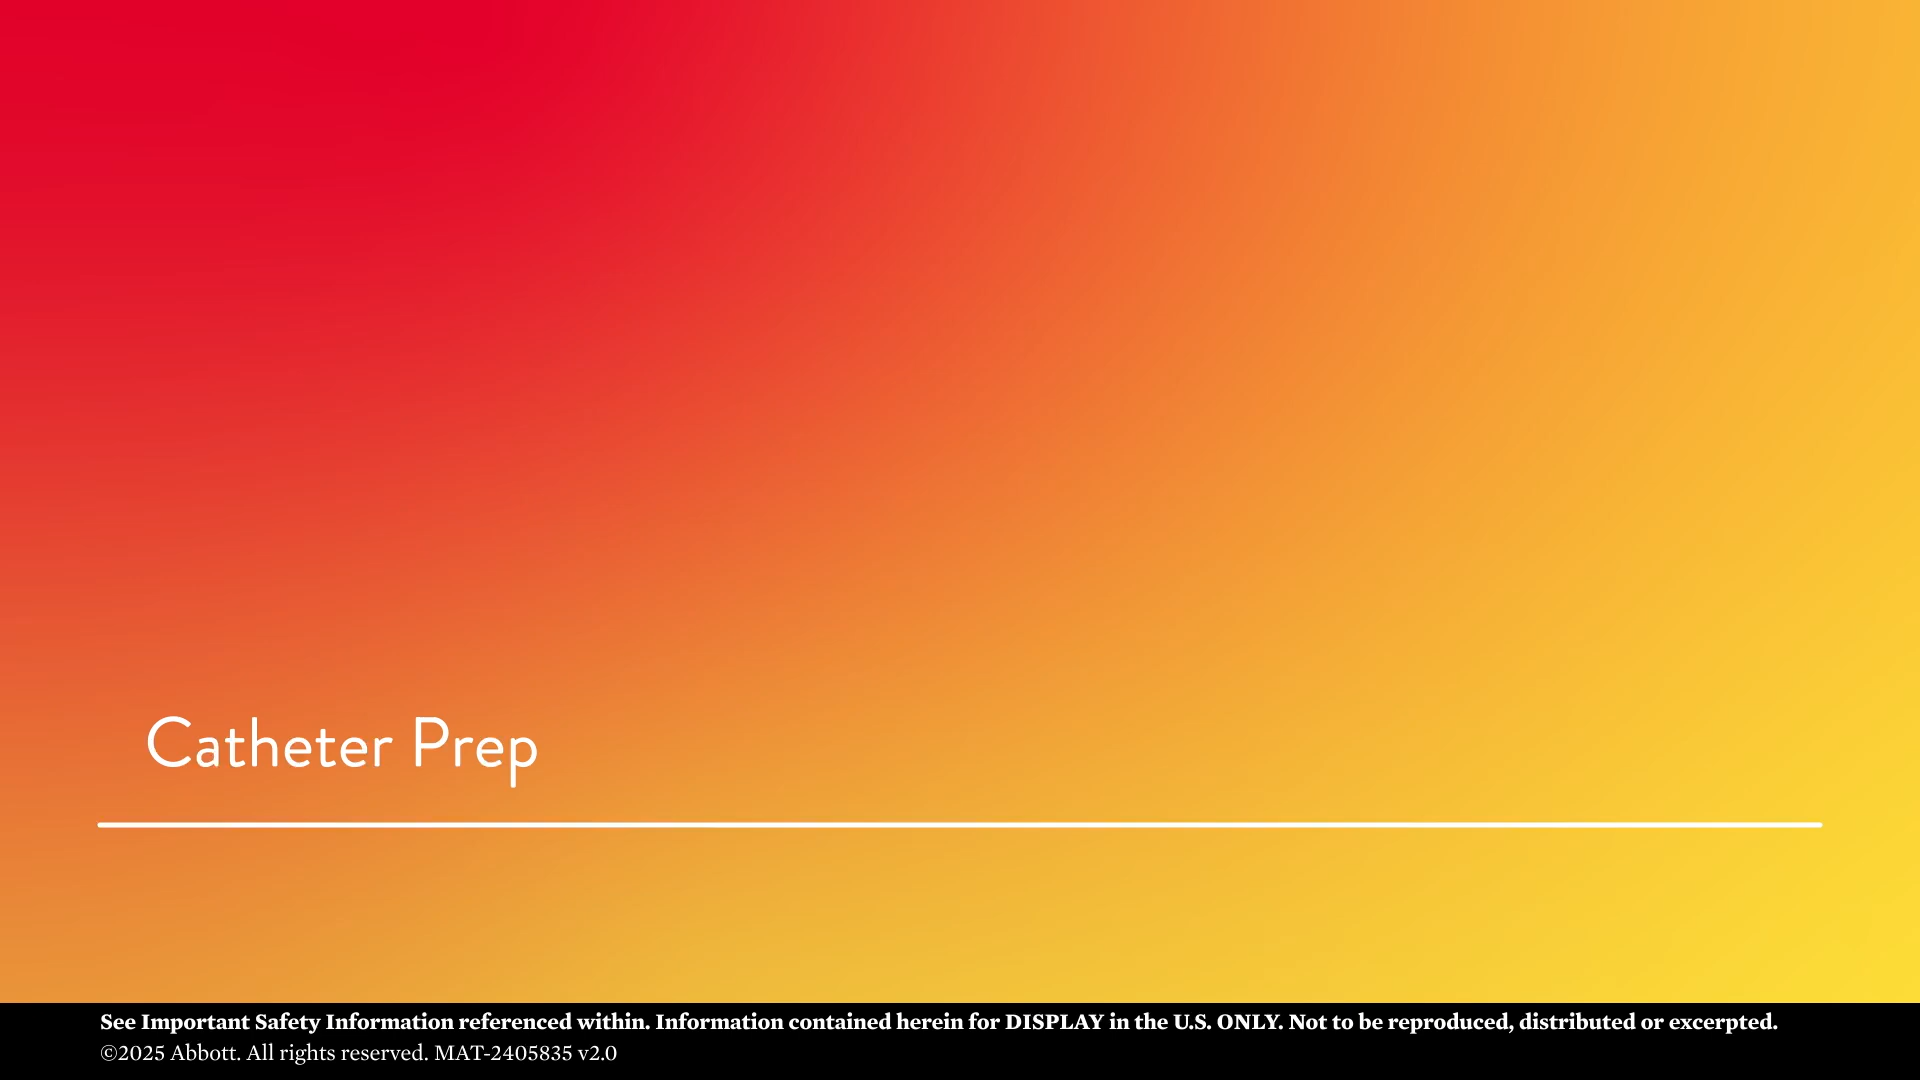 Catheter Prep
See Important Safety Information referenced within. Information contained herein for DISPLAY in the U.S. ONLY. Not to be reproduced, distributed or excerpted.
©2025 Abbott. All rights reserved. MAT-2405835 v2.0